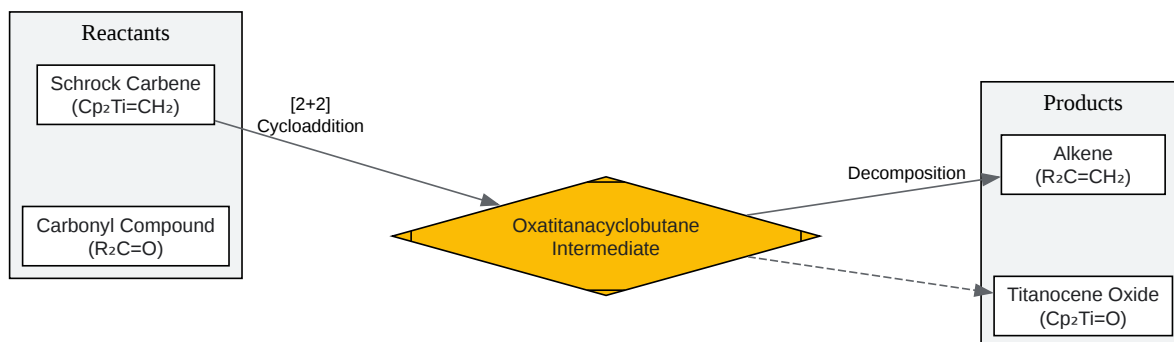 Reactants
Schrock Carbene
(Cp₂Ti=CH₂)
Carbonyl Compound
(R₂C=O)
[2+2]
Cycloaddition
Oxatitanacyclobutane
Intermediate
Decomposition
Products
Alkene
(R₂C=CH₂)
Titanocene Oxide
(Cp₂Ti=O)